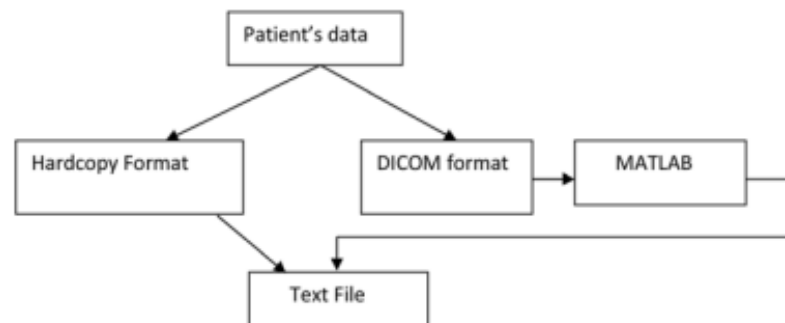 Patient’s data
Hardcopy Format
DICOM format
MATLAB
Text File